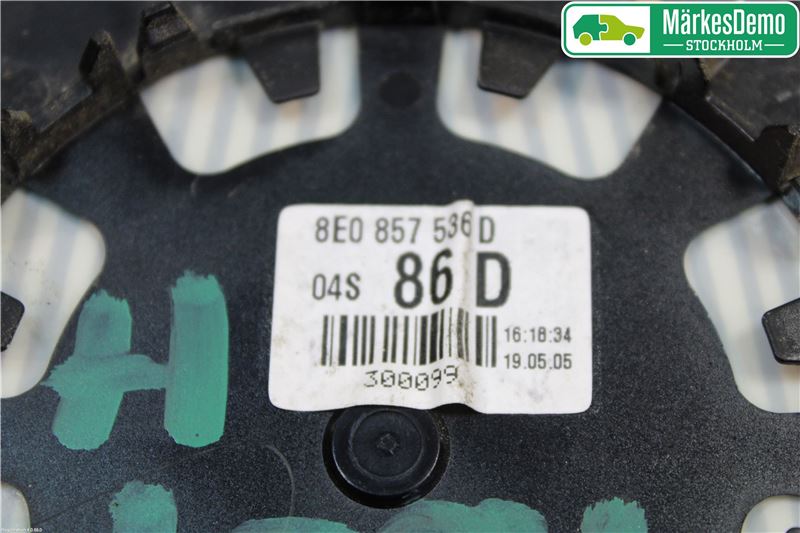 MärkesDemo
STOCKHOLM
8E0 857 536 D
04S 86 D
16:18:34
19.05.05
300099
H